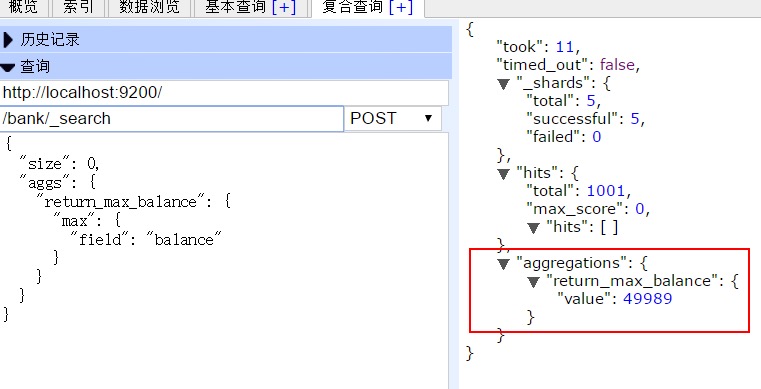 概览 索引 数据浏览 基本查询 [+] 复合查询 [+]
历史记录
查询
http://localhost:9200/
/bank/_search POST
{
"size": 0,
"aggs": {
"return_max_balance": {
"max": {
"field": "balance"
}
}
}
}
{
"took": 11,
"timed_out": false,
"_shards": {
"total": 5,
"successful": 5,
"failed": 0
},
"hits": {
"total": 1001,
"max_score": 0,
"hits": [ ]
},
"aggregations": {
"return_max_balance": {
"value": 49989
}
}
}